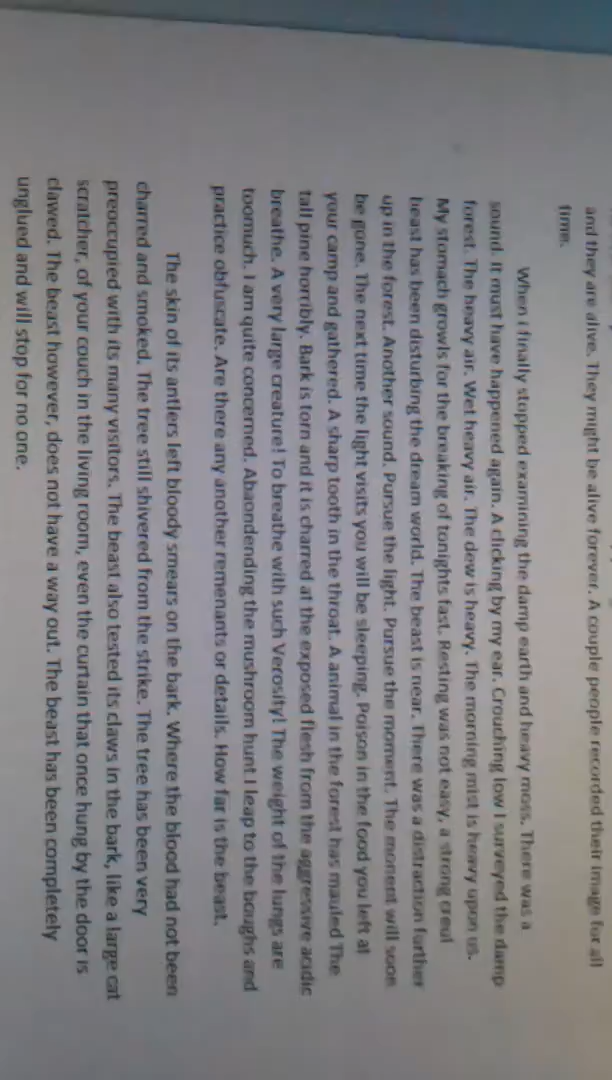 and they are alive. They might be alive forever. A couple people recorded their image for all
time.
When I finally stopped examining the damp earth and heavy moss. There was a
sound. It must have happened again. A clicking by my ear. Crouching low I surveyed the damp
forest. The heavy air. Wet heavy air. The dew is heavy. The morning mist is heavy upon us.
My stomach growls for the breaking of tonights fast. Resting was not easy, a strong creul
beast has been disturbing the dream world. The beast is near. There was a distraction further
up in the forest. Another sound. Pursue the light. Pursue the moment. The monent will soon
be gone. The next time the light visits you will be sleeping. Poison in the food you left at
your camp and gathered. A sharp tooth in the throat. A animal in the forest has mauled The
tall pine horribly. Bark is torn and it is charred at the exposed flesh from the aggressive acidic
breathe. A very large creature! To breathe with such Verosity! The weight of the lungs are
toomuch. I am quite concerned. Abaondending the mushroom hunt I leap to the boughs and
practice obfuscate. Are there any another remenants or details. How far is the beast.
The skin of its antlers left bloody smears on the bark. Where the blood had not been
charred and smoked. The tree still shivered from the strike. The tree has been very
preoccupied with its many visitors. The beast also tested its claws in the bark, like a large cat
scratcher, of your couch in the living room, even the curtain that once hung by the door is
clawed. The beast however, does not have a way out. The beast has been completely
unglued and will stop for no one.